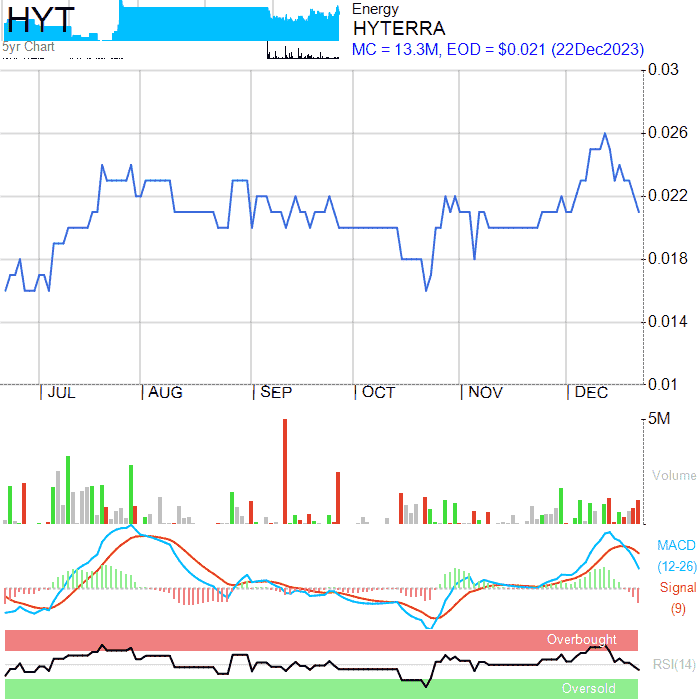 HYT
Energy
HYTERRA
5yr Chart
MC = 13.3M, EOD = $0.021 (22Dec2023)
0.03
0.026
0.022
0.018
0.014
0.01
JUL AUG SEP OCT NOV DEC
5M
Volume
MACD
(12-26)
Signal
(9)
Overbought
RSI(14)
Oversold